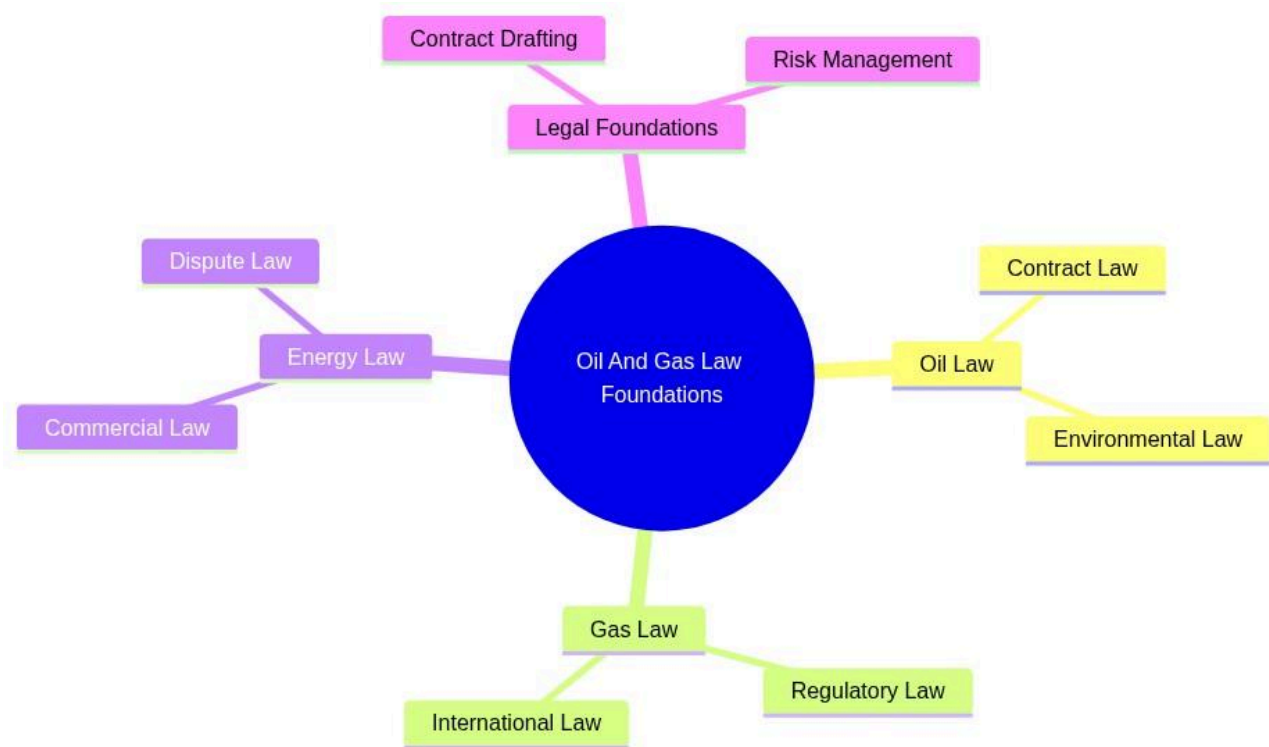 Contract Drafting
Risk Management
Legal Foundations
Dispute Law
Contract Law
Energy Law
Oil And Gas Law
Foundations
Oil Law
Commercial Law
Environmental Law
Gas Law
Regulatory Law
International Law